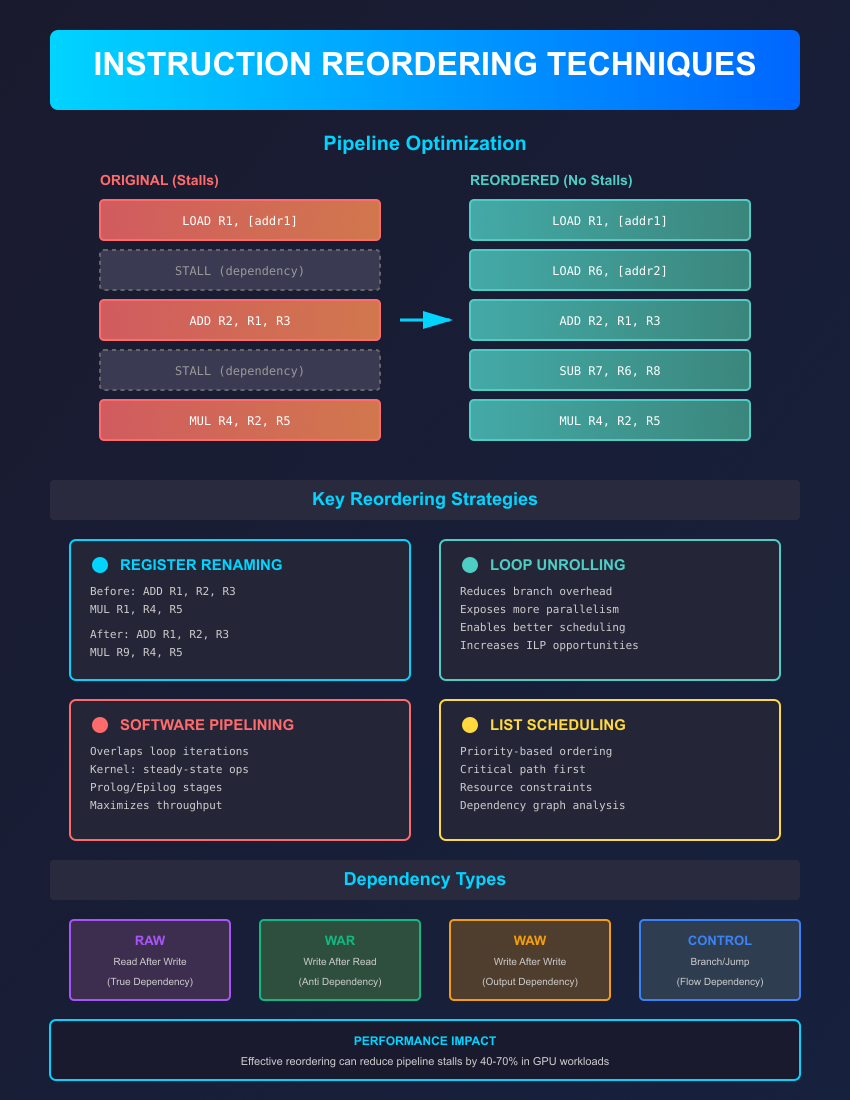 INSTRUCTION REORDERING TECHNIQUES
Pipeline Optimization
ORIGINAL (Stalls)
LOAD R1, [addr1]
STALL (dependency)
ADD R2, R1, R3
STALL (dependency)
MUL R4, R2, R5
REORDERED (No Stalls)
LOAD R1, [addr1]
LOAD R6, [addr2]
ADD R2, R1, R3
SUB R7, R6, R8
MUL R4, R2, R5
Key Reordering Strategies
REGISTER RENAMING
Before: ADD R1, R2, R3
MUL R1, R4, R5
After: ADD R1, R2, R3
MUL R9, R4, R5
LOOP UNROLLING
Reduces branch overhead
Exposes more parallelism
Enables better scheduling
Increases ILP opportunities
SOFTWARE PIPELINING
Overlaps loop iterations
Kernel: steady-state ops
Prolog/Epilog stages
Maximizes throughput
LIST SCHEDULING
Priority-based ordering
Critical path first
Resource constraints
Dependency graph analysis
Dependency Types
RAW
Read After Write
(True Dependency)
WAR
Write After Read
(Anti Dependency)
WAW
Write After Write
(Output Dependency)
CONTROL
Branch/Jump
(Flow Dependency)
PERFORMANCE IMPACT
Effective reordering can reduce pipeline stalls by 40-70% in GPU workloads